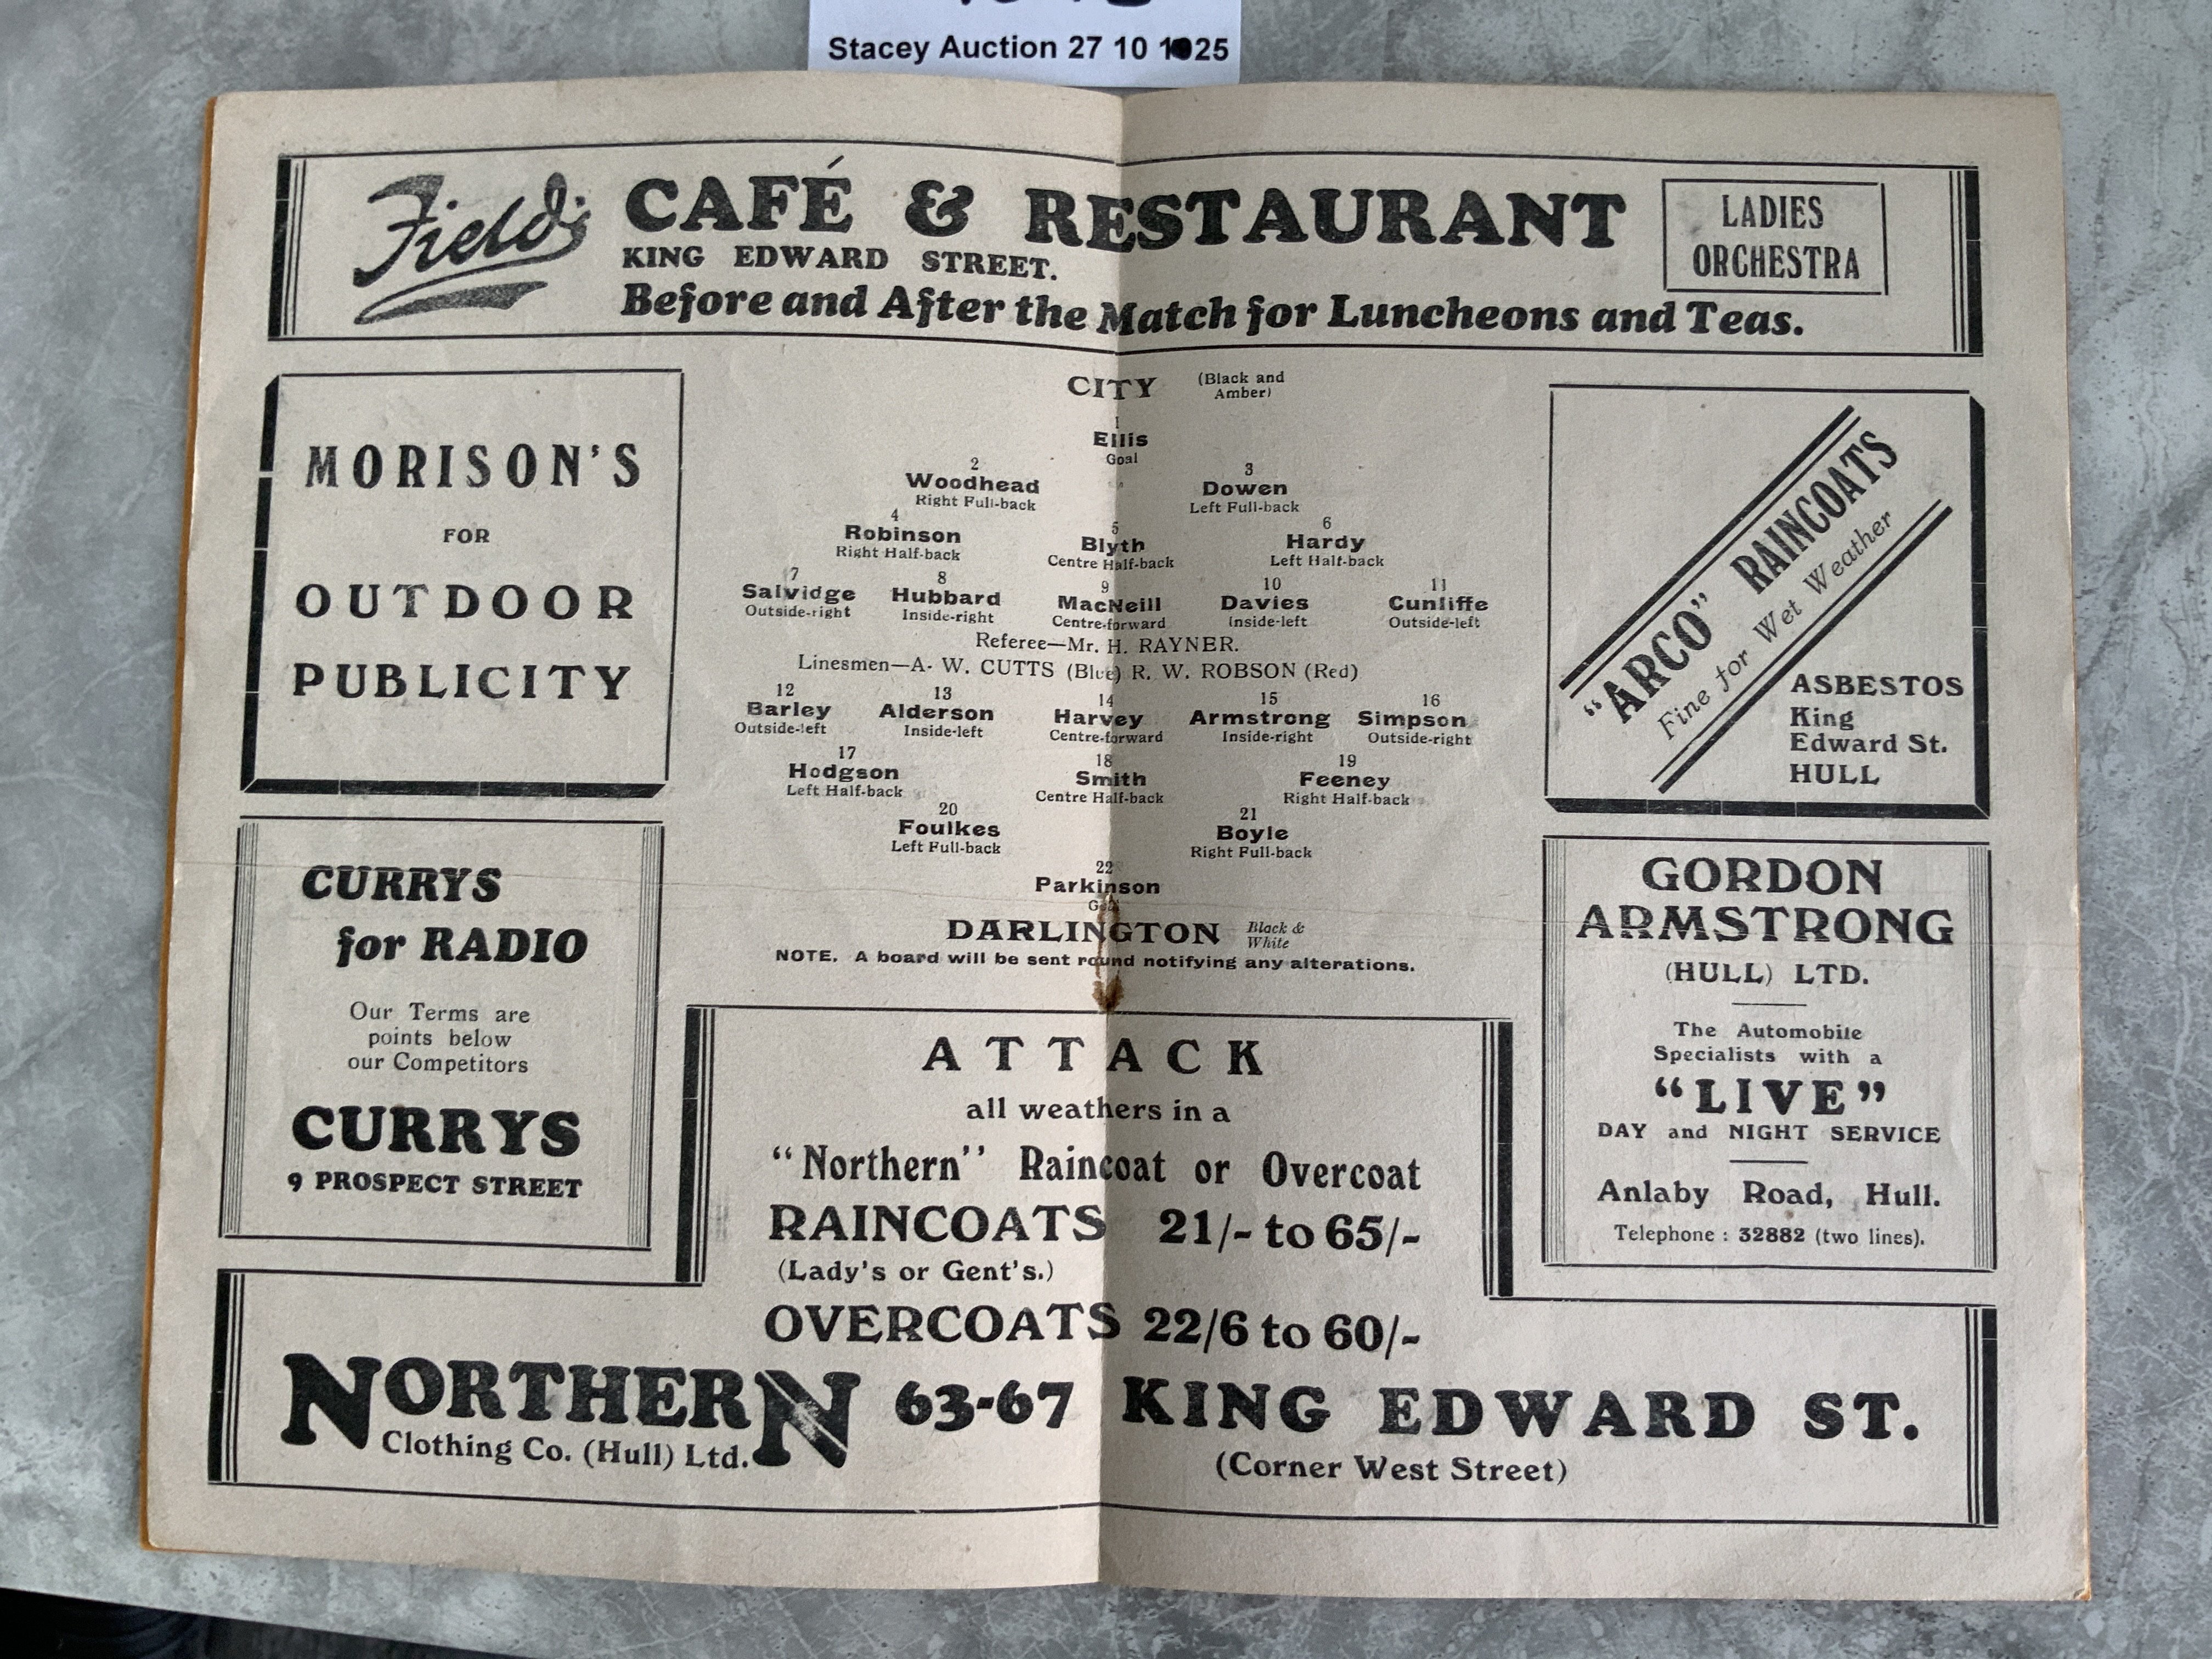 Stacey Auction 27 10 1925
Field's
CAFÉ & RESTAURANT
KING EDWARD STREET.
Before and After the Match for Luncheons and Teas.
LADIES
ORCHESTRA
MORISON'S
FOR
OUTDOOR
PUBLICITY
CURRYS
for RADIO
Our Terms are
points below
our Competitors
CURRYS
9 PROSPECT STREET
CITY (Black and
Amber)
1
Ellis
Goal
2 3
Woodhead Dowen
Right Full-back Left Full-back
4 5 6
Robinson Blyth Hardy
Right Half-back Centre Half-back Left Half-back
7 8 9 10 11
Salvidge Hubbard MacNeill Davies Cunliffe
Outside-right Inside-right Centre-forward Inside-left Outside-left
Referee—Mr. H. RAYNER.
Linesmen—A. W. CUTTS (Blue) R. W. ROBSON (Red)
12 13 14 15 16
Barley Alderson Harvey Armstrong Simpson
Outside-left Inside-left Centre-forward Inside-right Outside-right
17 18 19
Hodgson Smith Feeney
Left Half-back Centre Half-back Right Half-back
20 21
Foulkes Boyle
Left Full-back Right Full-back
22
Parkinson
Goal
DARLINGTON Black &
White
NOTE. A board will be sent round notifying any alterations.
"ARCO" RAINCOATS
Fine for Wet Weather
ASBESTOS
King
Edward St.
HULL
GORDON
ARMSTRONG
(HULL) LTD.
The Automobile
Specialists with a
"LIVE"
DAY and NIGHT SERVICE
Anlaby Road, Hull.
Telephone : 32882 (two lines).
ATTACK
all weathers in a
"Northern" Raincoat or Overcoat
RAINCOATS 21/- to 65/-
(Lady's or Gent's.)
OVERCOATS 22/6 to 60/-
NORTHERN 63-67 KING EDWARD ST.
Clothing Co. (Hull) Ltd.
(Corner West Street)